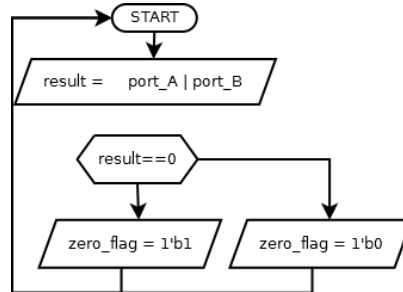 START
result = port_A | port_B
result==0
zero_flag = 1'b1
zero_flag = 1'b0